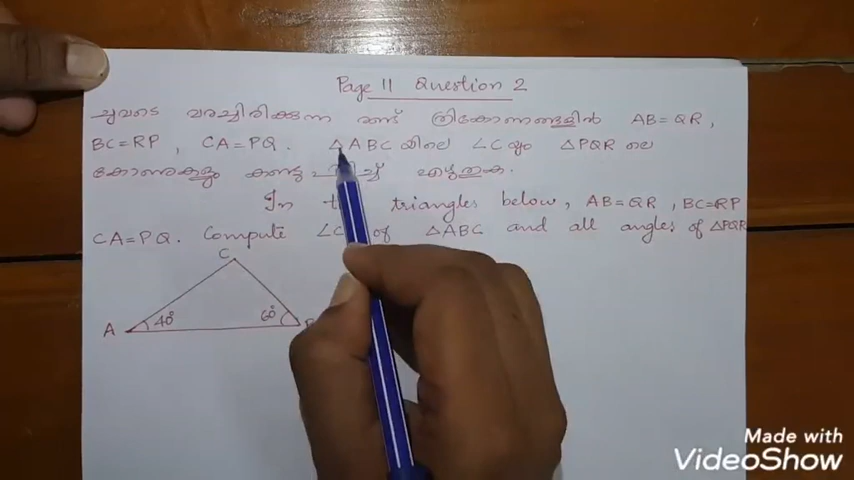 Page 11 Question 2
ചുവടെ വരച്ചിരിക്കുന്ന രണ്ട് ത്രികോണങ്ങളിൽ AB=QR,
BC=RP, CA=PQ. △ABC യിലെ ∠C യും △PQR ലെ
കോണുകളും കണ്ടു എഴുതുക.
In triangles below, AB=QR, BC=RP
CA=PQ. Compute of △ABC and all angles of △PQR
C
A 40° 60°
Made with
VideoShow